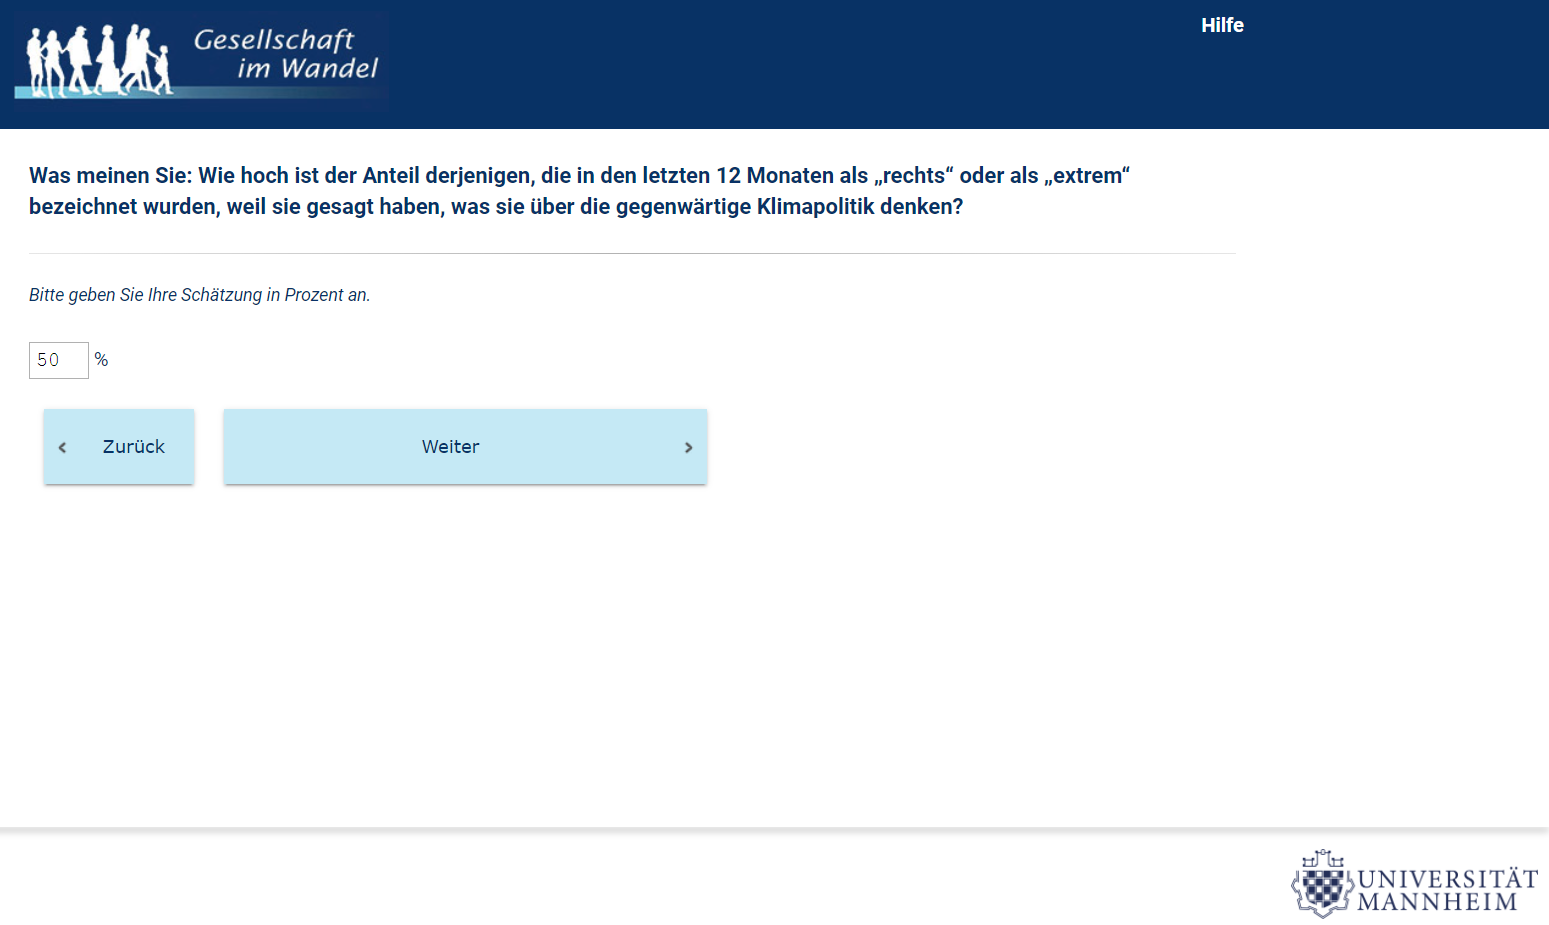 Gesellschaft
im Wandel
Hilfe
Was meinen Sie: Wie hoch ist der Anteil derjenigen, die in den letzten 12 Monaten als „rechts“ oder als „extrem“
bezeichnet wurden, weil sie gesagt haben, was sie über die gegenwärtige Klimapolitik denken?
Bitte geben Sie Ihre Schätzung in Prozent an.
50 %
Zurück
Weiter
UNIVERSITÄT
MANNHEIM